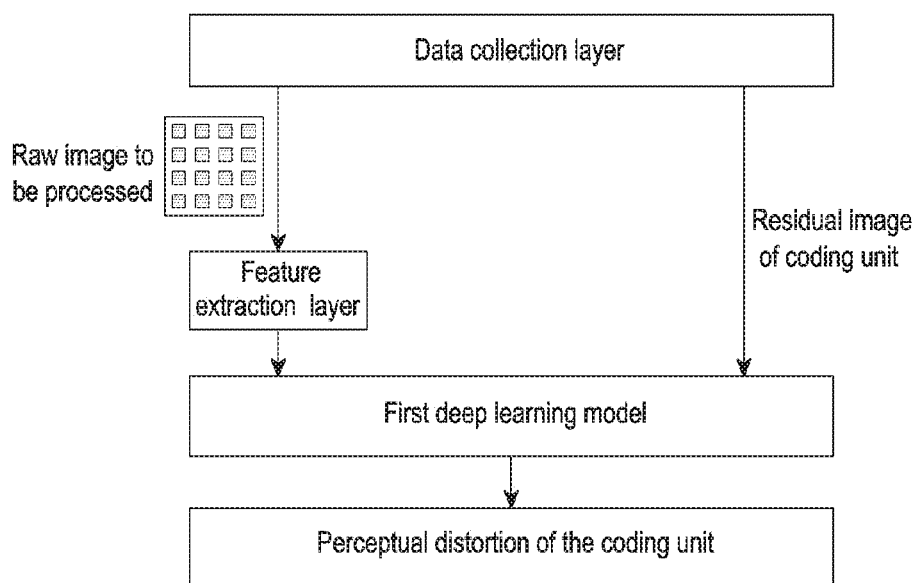 Data collection layer
Raw image to
be processed
Residual image
of coding unit
Feature
extraction layer
First deep learning model
Perceptual distortion of the coding unit